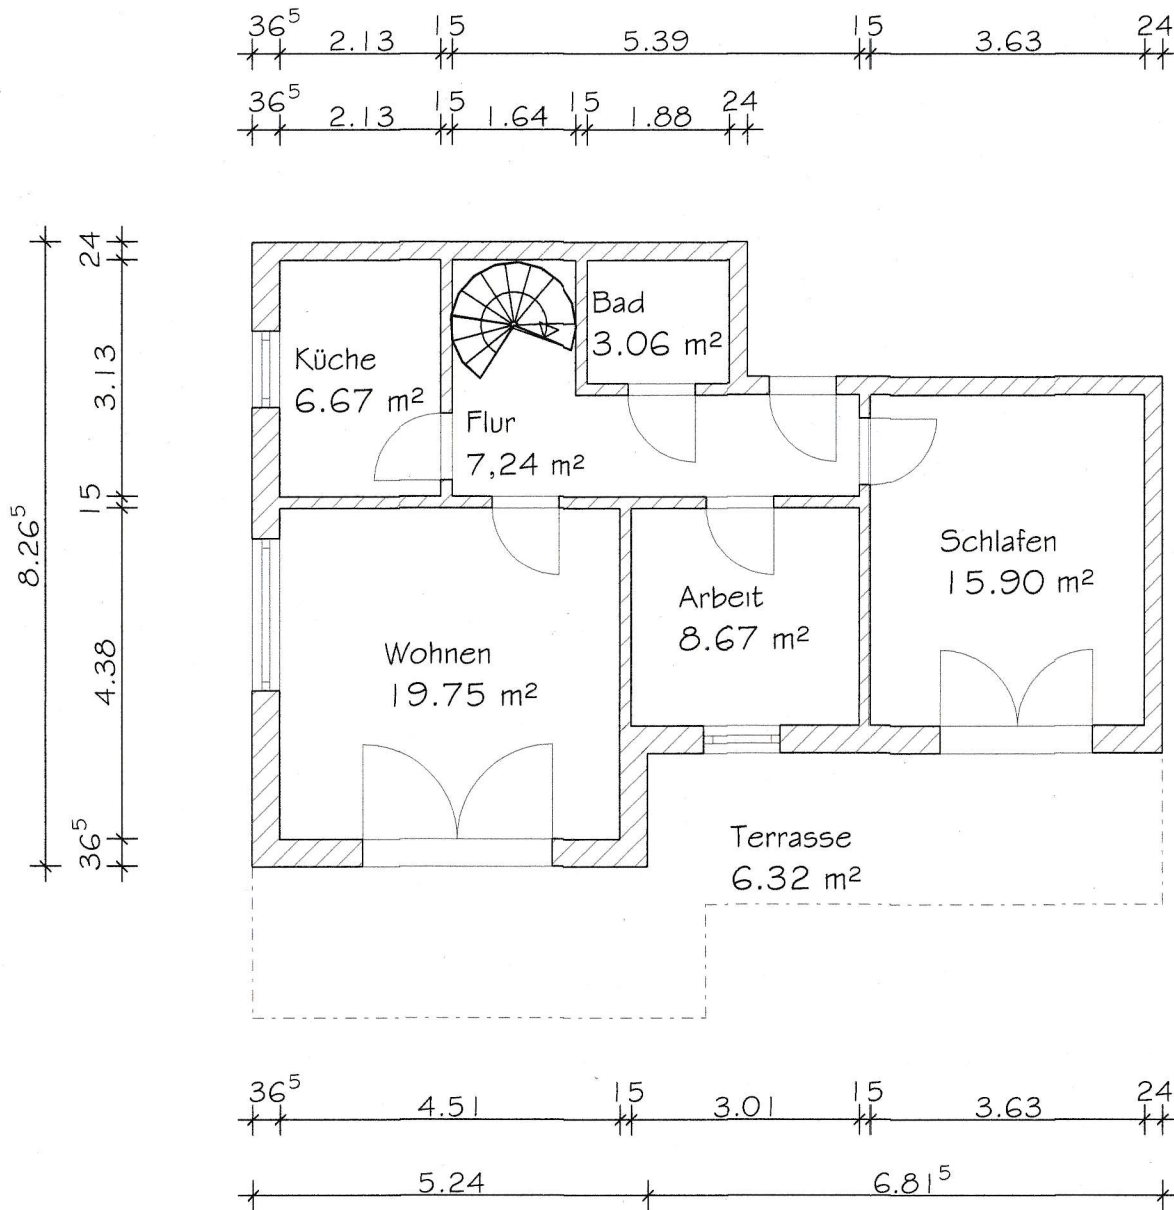 36⁵ 2.13 15 5.39 15 3.63 24
36⁵ 2.13 15 1.64 15 1.88 24
24
3.13
15
4.38
36⁵
8.26⁵
Küche
6.67 m²
Bad
3.06 m²
Flur
7,24 m²
Schlafen
15.90 m²
Arbeit
8.67 m²
Wohnen
19.75 m²
Terrasse
6.32 m²
36⁵ 4.51 15 3.01 15 3.63 24
5.24 6.81⁵